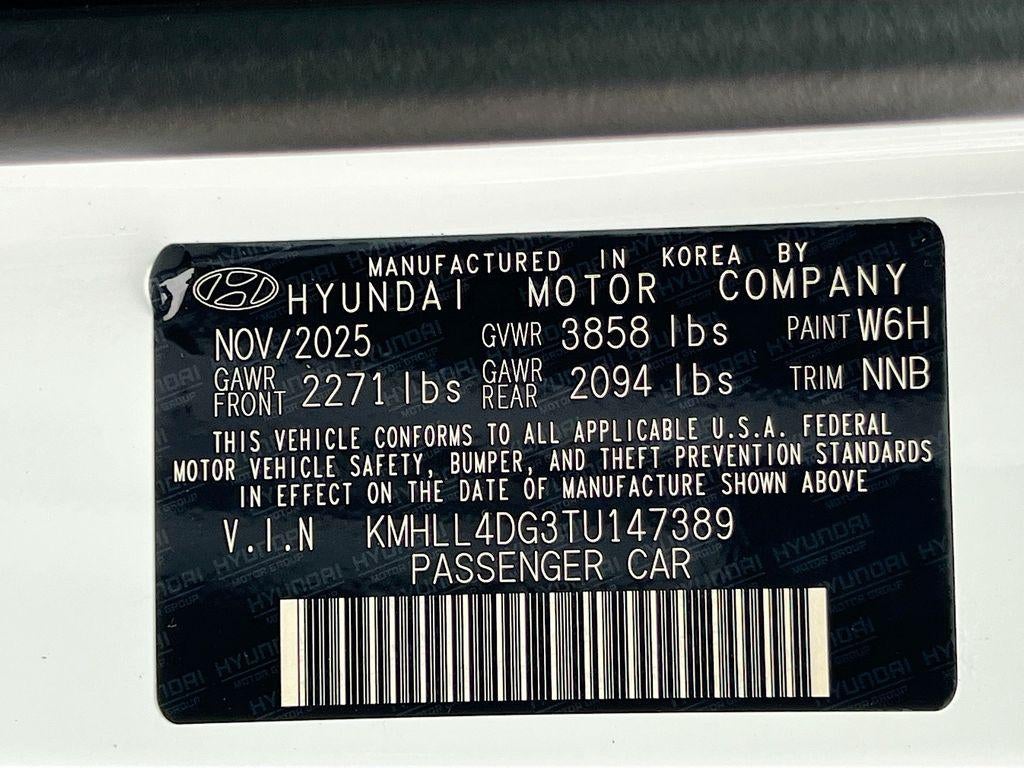 MANUFACTURED IN KOREA BY
HYUNDAI MOTOR COMPANY
NOV/2025 GVWR 3858 lbs PAINT W6H
GAWR FRONT 2271 lbs GAWR REAR 2094 lbs TRIM NNB
THIS VEHICLE CONFORMS TO ALL APPLICABLE U.S.A. FEDERAL
MOTOR VEHICLE SAFETY, BUMPER, AND THEFT PREVENTION STANDARDS
IN EFFECT ON THE DATE OF MANUFACTURE SHOWN ABOVE
V.I.N KMHLL4DG3TU147389
PASSENGER CAR